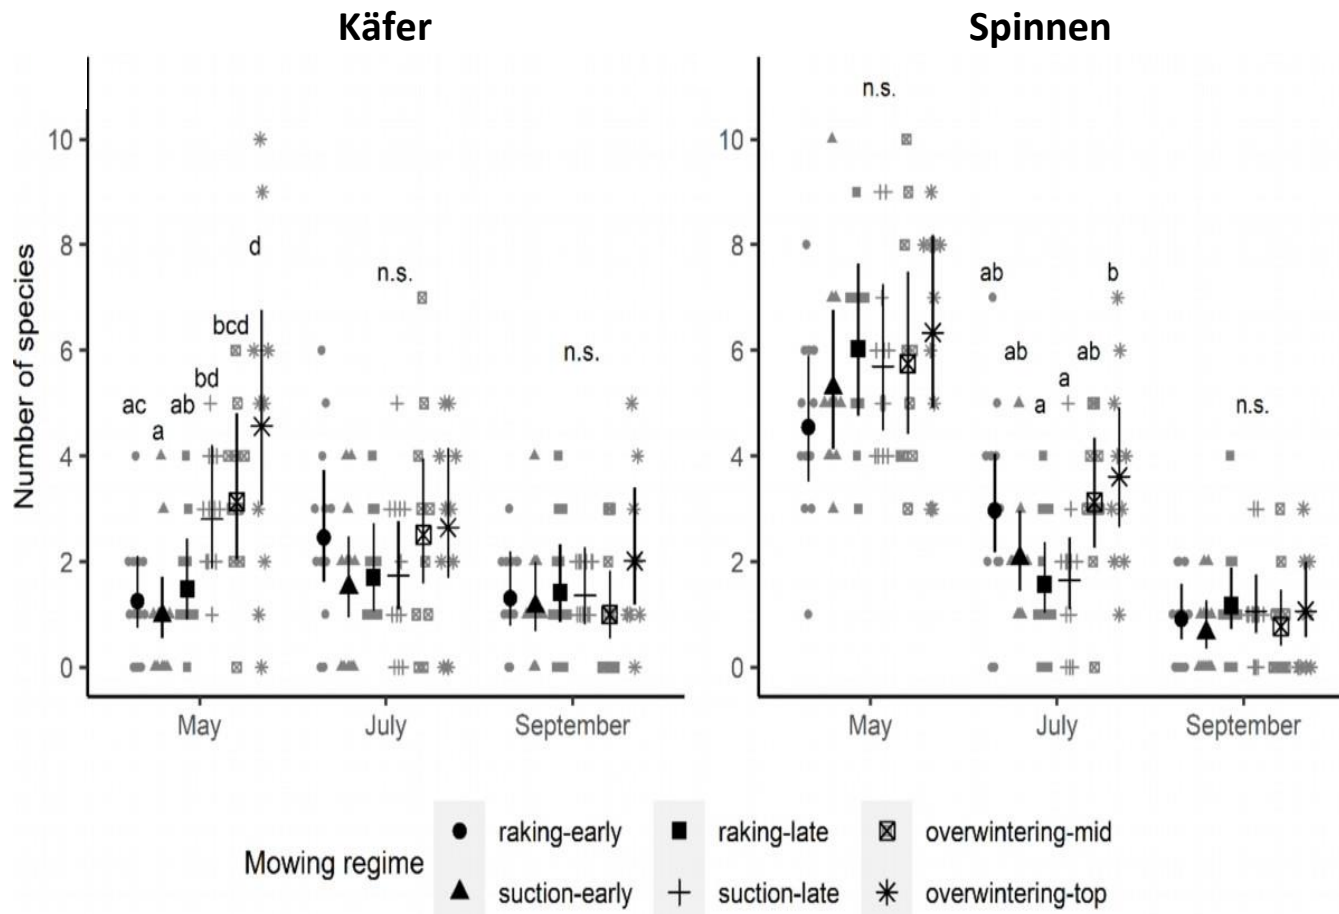 Käfer
Spinnen
Number of species
10
8
6
4
2
0
ac
a
ab
bd
bcd
d
n.s.
n.s.
May
July
September
10
8
6
4
2
0
n.s.
ab
ab
a
a
ab
b
n.s.
May
July
September
Mowing regime
raking-early
raking-late
overwintering-mid
suction-early
suction-late
overwintering-top